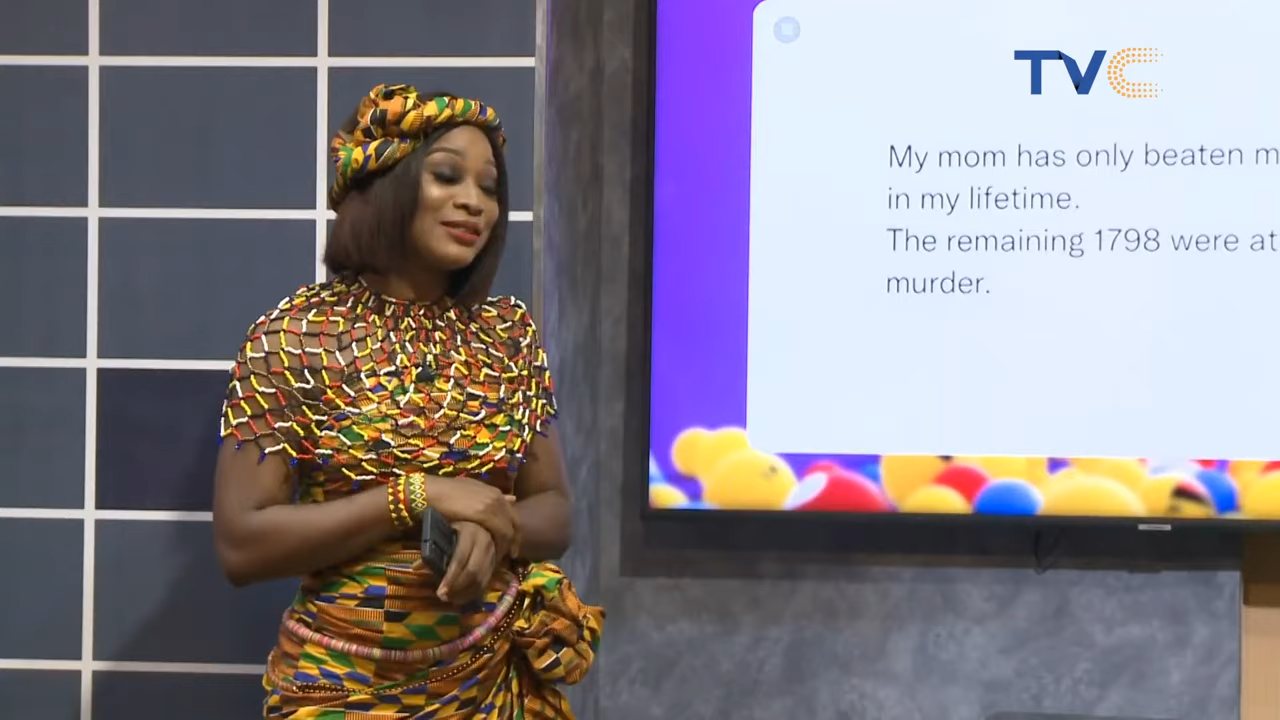 TVC
My mom has only beaten m
in my lifetime.
The remaining 1798 were at
murder.